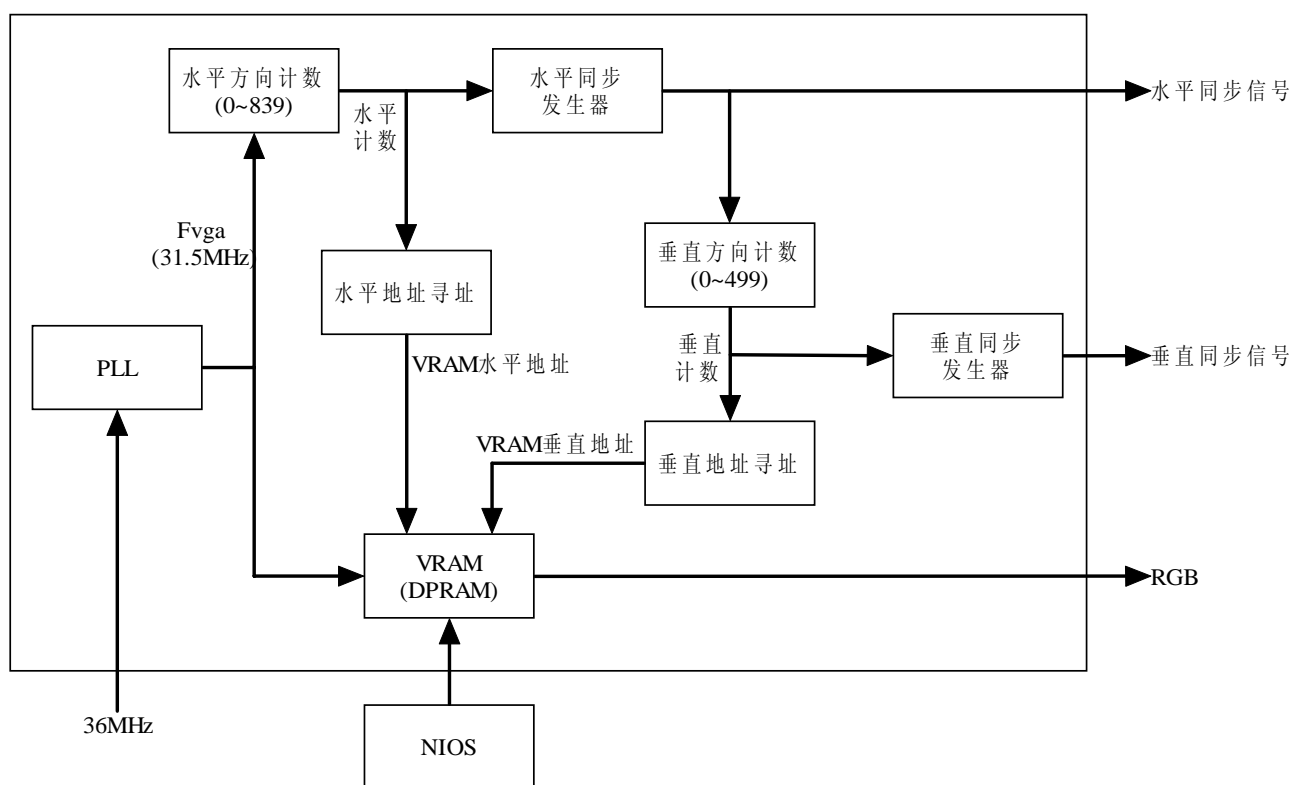 水平方向计数
(0~839)
水平同步
发生器
水平同步信号
水平
计数
Fvga
(31.5MHz)
水平地址寻址
垂直方向计数
(0~499)
PLL
VRAM水平地址
垂直
计数
垂直同步
发生器
垂直同步信号
VRAM垂直地址
垂直地址寻址
VRAM
(DPRAM)
RGB
36MHz
NIOS